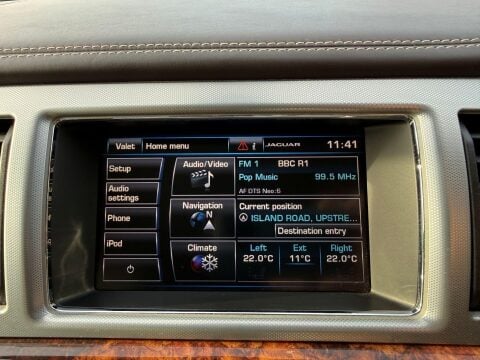 Valet Home menu JAGUAR 11:41
Setup
Audio settings
Phone
iPod
Audio/Video
FM 1 BBC R1
Pop Music 99.5 MHz
AF DTS Neo:6
Navigation
Current position
ISLAND ROAD, UPSTRE...
Destination entry
Climate
Left Ext Right
22.0°C 11°C 22.0°C